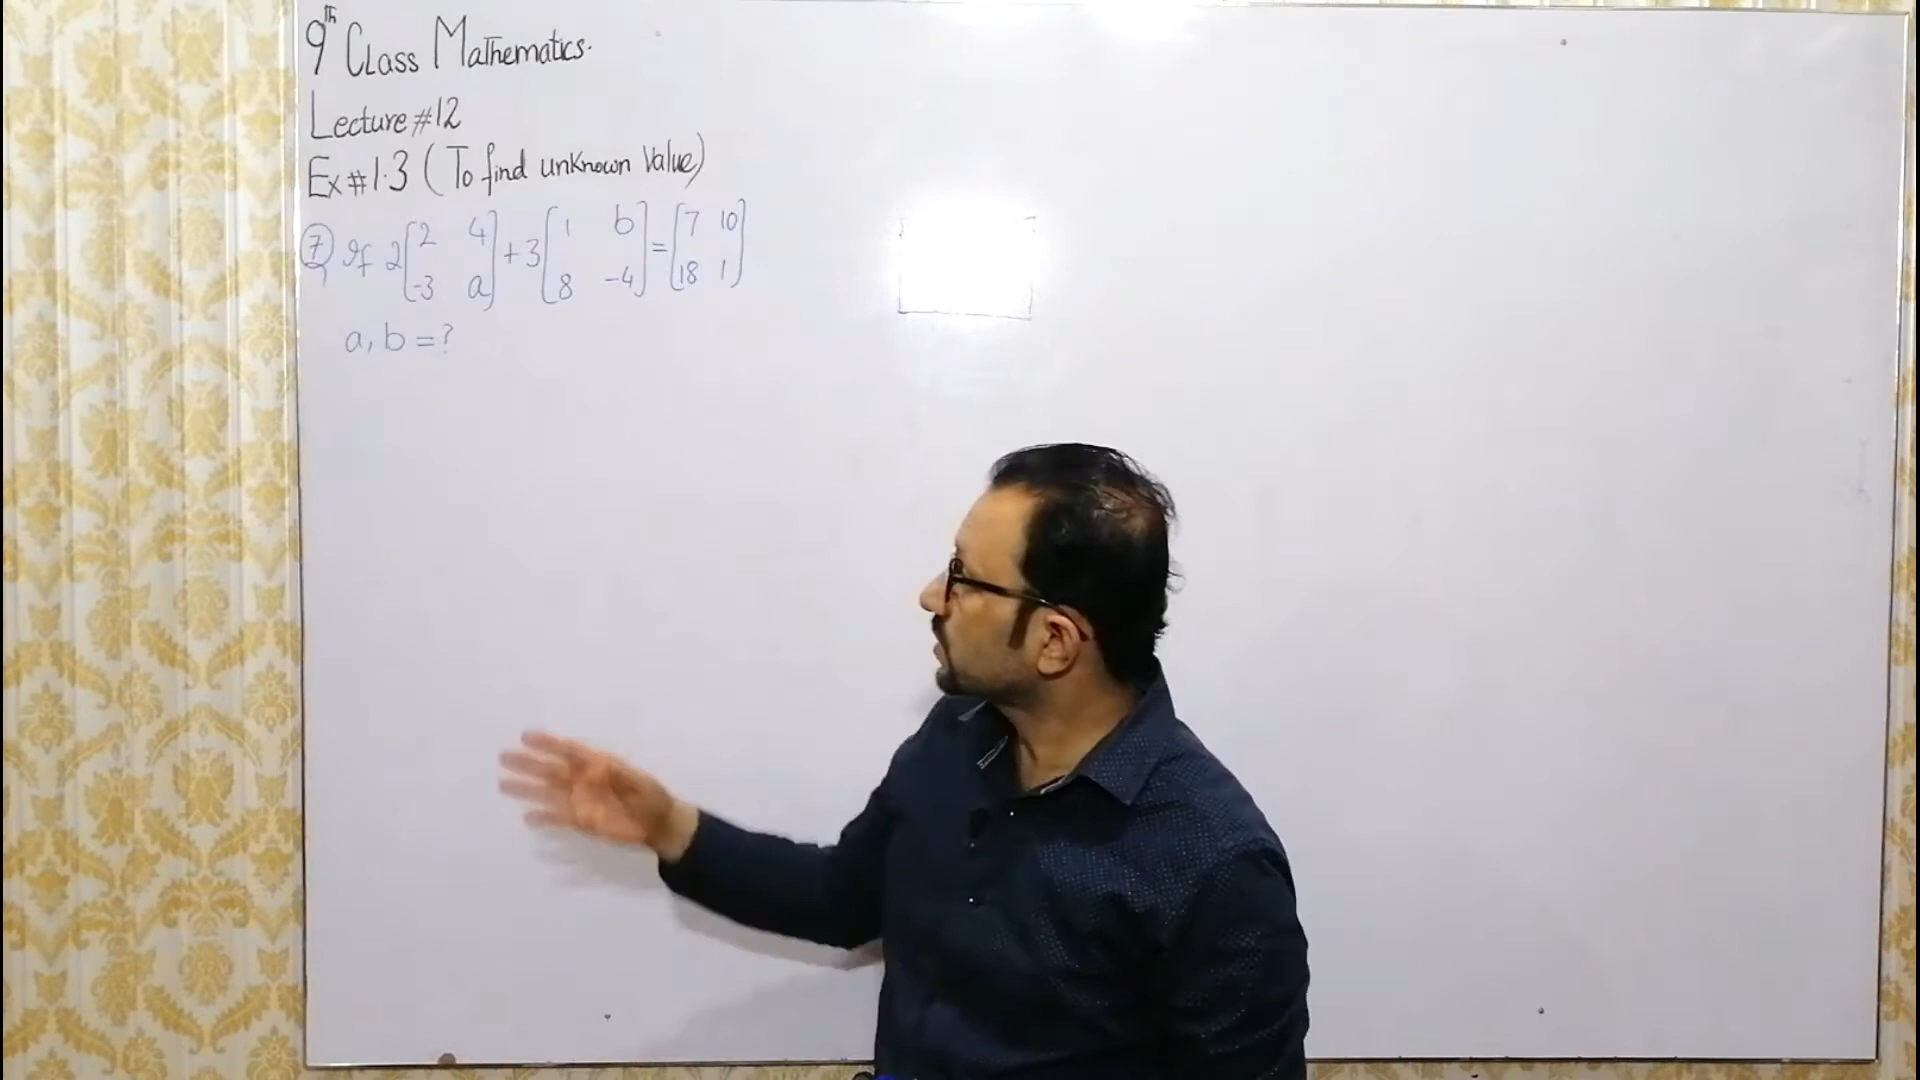 9th Class Mathematics.
Lecture #12
Ex#1.3 (To find unknown value)
7 If 2[2 4 + 3[1 b] = [7 10]
-3 a] 8 -4] 18 1]
a, b = ?